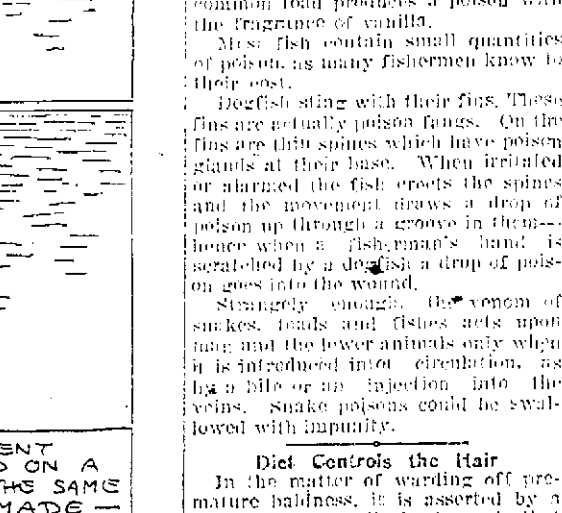 ENT
ON A
THE SAME
MADE —
common toad produces a poison with
the fragrance of vanilla.
Most fish contain small quantities
of poison, as many fishermen know to
their cost.
Dogfish sting with their fins. These
fins are actually poison fangs. On the
fins are thin spines which have poison
glands at their base. When irritated
or alarmed the fish erects the spines
and the movement draws a drop of
poison up through a groove in them---
hence when a fisherman's hand is
scratched by a dogfish a drop of pois-
on goes into the wound.
Strangely enough, the venom of
snakes, toads and fishes acts upon
man and the lower animals only when
it is introduced into circulation, as
by a bite or an injection into the
veins. Snake poisons could be swal-
lowed with impunity.
Diet Controls the Hair
In the matter of warding off pre-
mature baldness, it is asserted by a